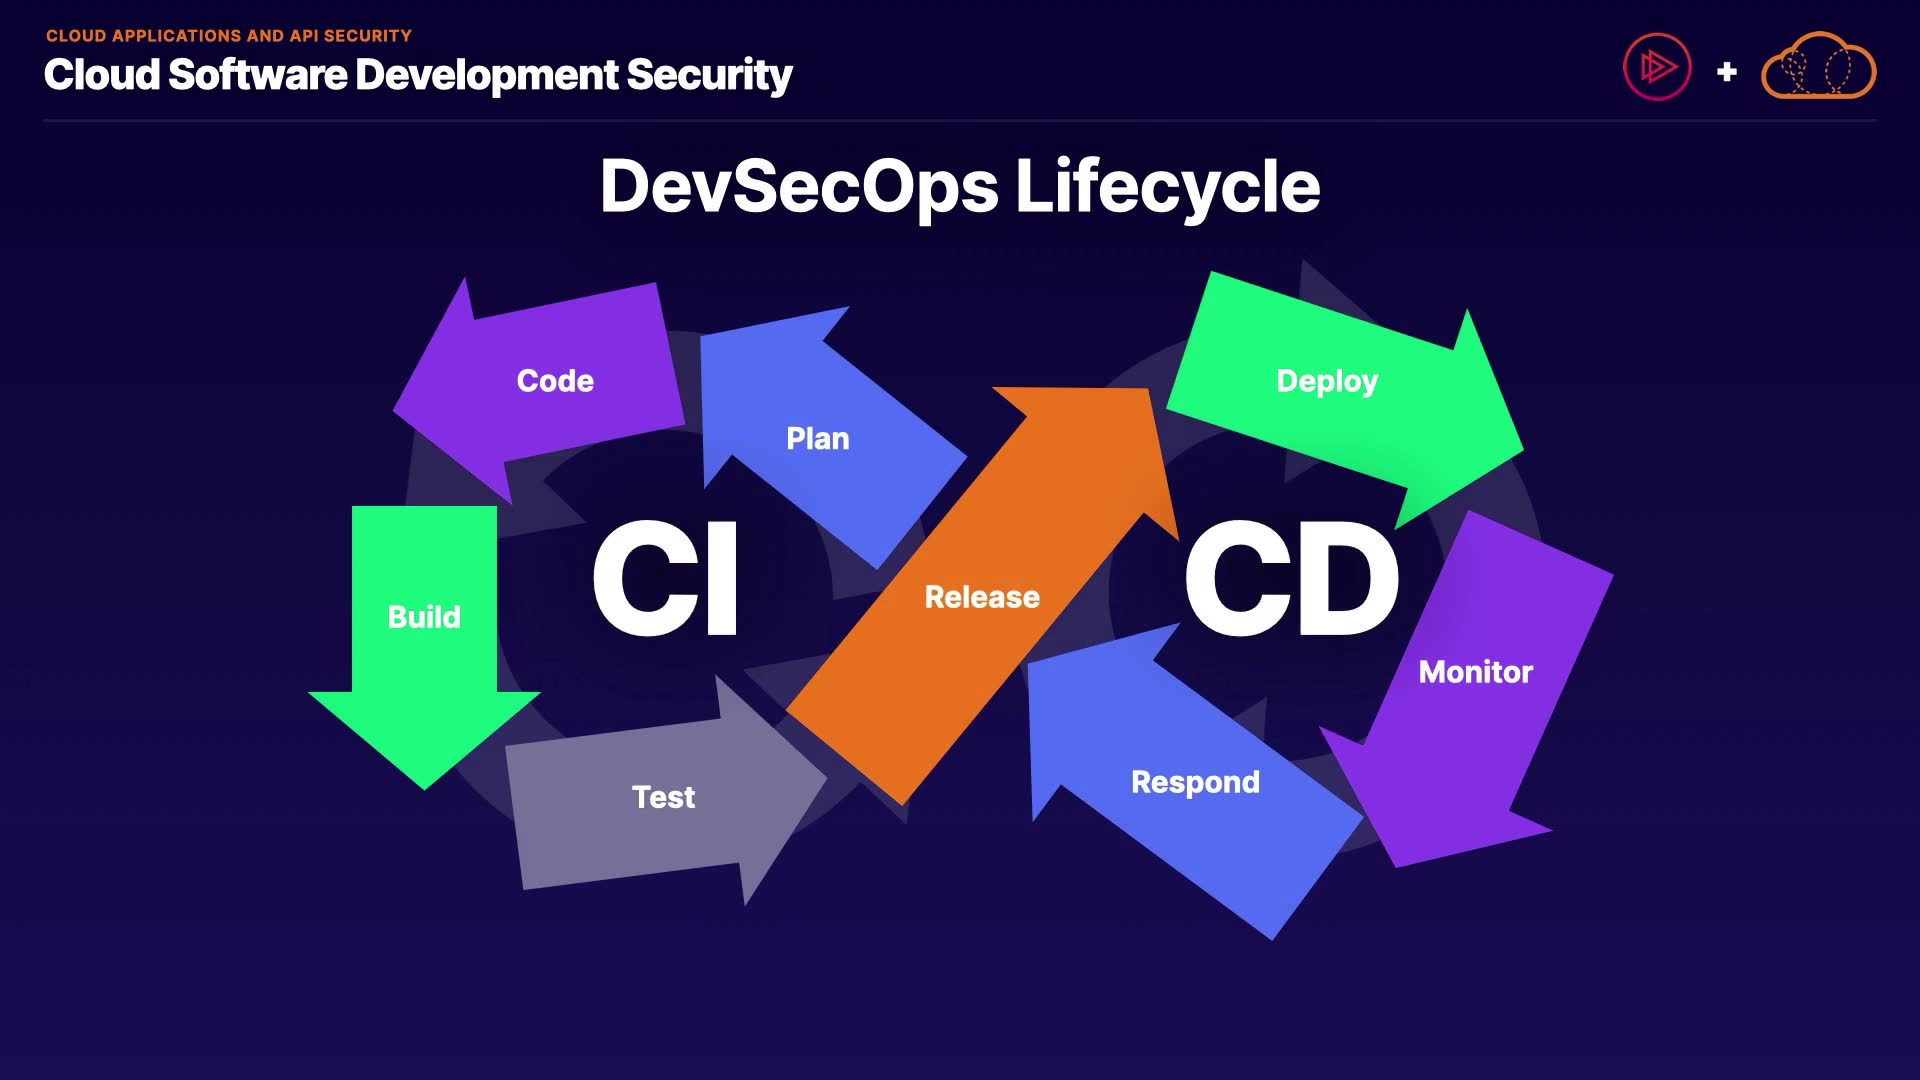 CLOUD APPLICATIONS AND API SECURITY
Cloud Software Development Security
DevSecOps Lifecycle
Code
Plan
Deploy
CI
CD
Build
Release
Monitor
Test
Respond